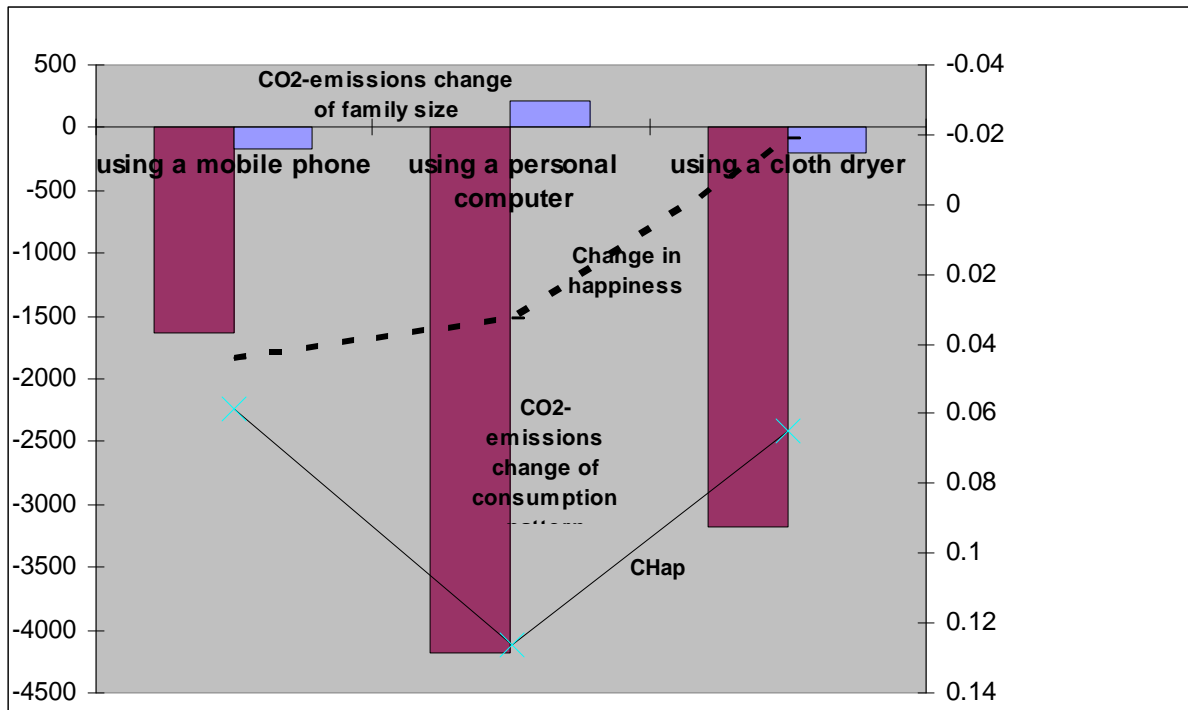 500
0
-500
-1000
-1500
-2000
-2500
-3000
-3500
-4000
-4500
CO2-emissions change
of family size
using a mobile phone
using a personal
computer
using a cloth dryer
Change in
happiness
CO2-
emissions
change of
consumption
CHap
-0.04
-0.02
0
0.02
0.04
0.06
0.08
0.1
0.12
0.14